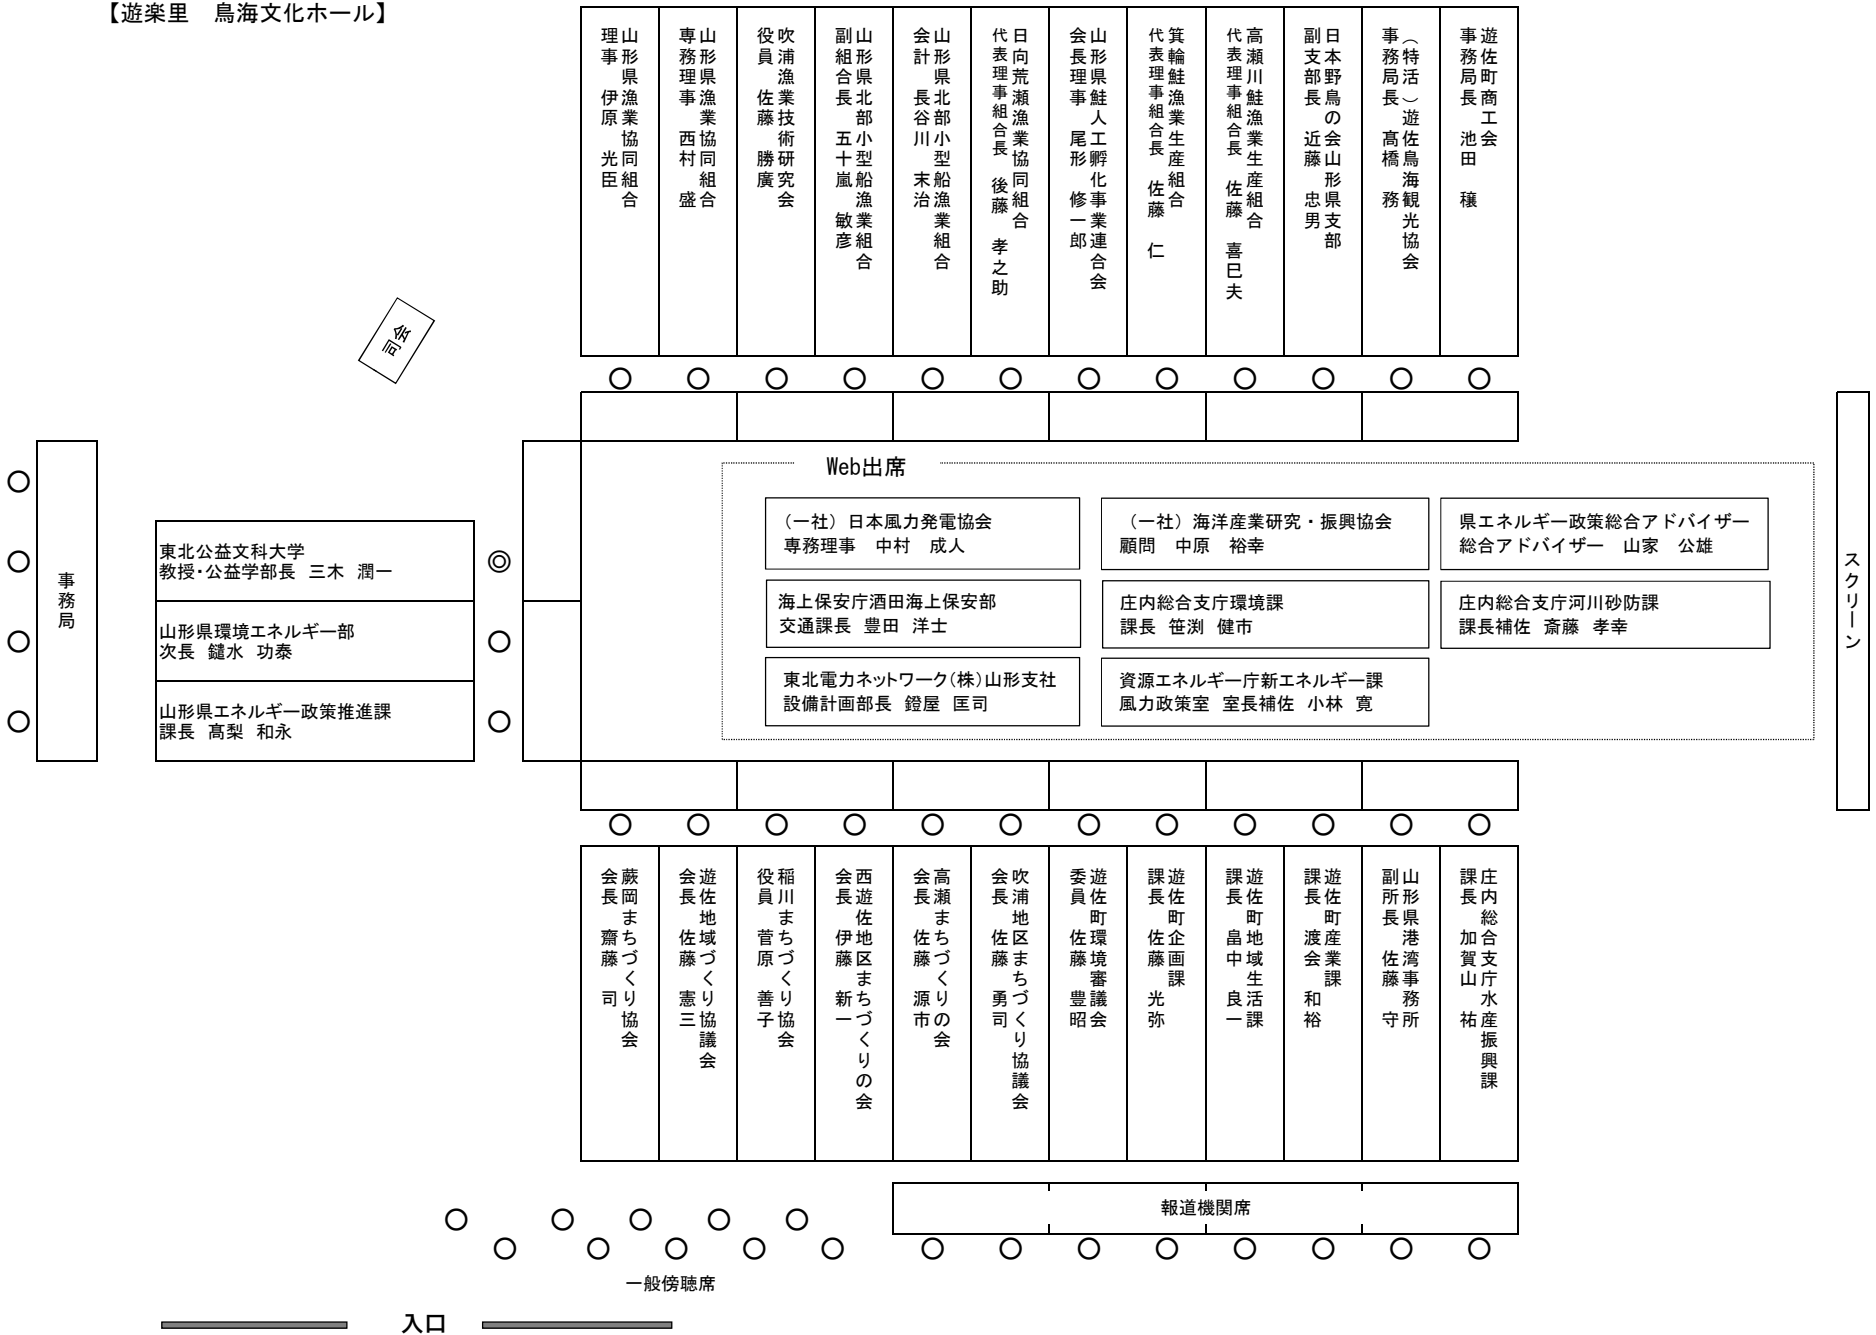 【遊楽里　鳥海文化ホール】
山形県漁業協同組合
理事　伊原　光臣
山形県漁業協同組合
専務理事　西村　盛
吹浦漁業技術研究会
役員　佐藤　勝廣
山形県北部小型船漁業組合
副組合長　五十嵐　敏彦
山形県北部小型船漁業組合
会計　長谷川　末治
日向荒瀬漁業協同組合
代表理事組合長　後藤　孝之助
山形県鮭人工孵化事業連合会
会長理事　尾形　修一郎
箕輪鮭漁業生産組合
代表理事組合長　佐藤　仁
高瀬川鮭漁業生産組合
代表理事組合長　佐藤　喜巳夫
日本野鳥の会山形県支部
副支部長　近藤　忠男
（特活）遊佐鳥海観光協会
事務局長　髙橋　務
遊佐町商工会
事務局長　池田　穣
司会
事務局
東北公益文科大学
教授・公益学部長　三木　潤一
山形県環境エネルギー部
次長　鑓水　功泰
山形県エネルギー政策推進課
課長　髙梨　和永
Web出席
（一社）日本風力発電協会
専務理事　中村　成人
（一社）海洋産業研究・振興協会
顧問　中原　裕幸
県エネルギー政策総合アドバイザー
総合アドバイザー　山家　公雄
海上保安庁酒田海上保安部
交通課長　豊田　洋士
庄内総合支庁環境課
課長　笹渕　健市
庄内総合支庁河川砂防課
課長補佐　斎藤　孝幸
東北電力ネットワーク（株）山形支社
設備計画部長　鐙屋　匡司
資源エネルギー庁新エネルギー課
風力政策室　室長補佐　小林　寛
スクリーン
蕨岡まちづくり協会
会長　齋藤　司
遊佐地域づくり協議会
会長　佐藤　憲三
稲川まちづくり協会
役員　菅原　善子
西遊佐地区まちづくりの会
会長　伊藤　新一
高瀬まちづくりの会
会長　佐藤　源市
吹浦地区まちづくり協議会
会長　佐藤　勇司
遊佐町環境審議会
委員　佐藤　豊昭
遊佐町企画課
課長　佐藤　光弥
遊佐町地域生活課
課長　畠中　良一
遊佐町産業課
課長　渡会　和裕
山形県港湾事務所
副所長　佐藤　守
庄内総合支庁水産振興課
課長　加賀山　祐
報道機関席
一般傍聴席
入口